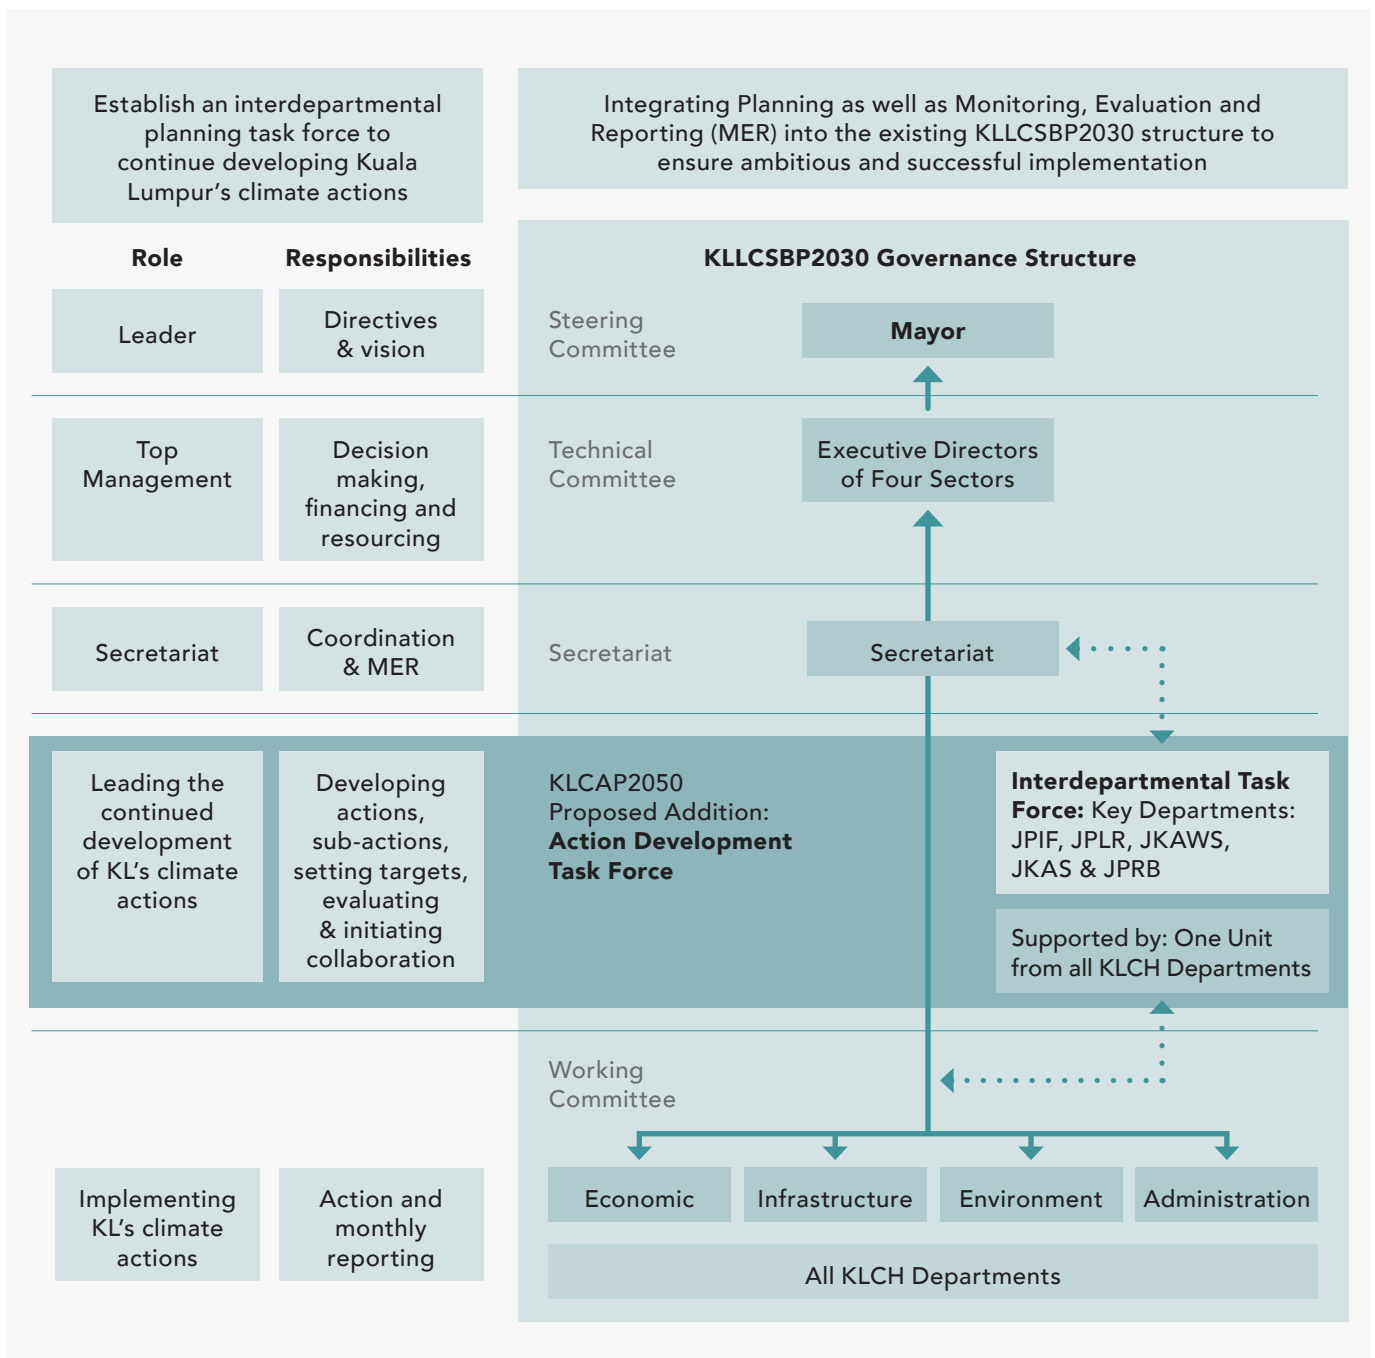 Establish an interdepartmental
planning task force to
continue developing Kuala
Lumpur’s climate actions
Integrating Planning as well as Monitoring, Evaluation and
Reporting (MER) into the existing KLLCSBP2030 structure to
ensure ambitious and successful implementation
Role
Responsibilities
KLLCSBP2030 Governance Structure
Leader
Directives
& vision
Steering
Committee
Mayor
Top
Management
Decision
making,
financing and
resourcing
Technical
Committee
Executive Directors
of Four Sectors
Secretariat
Coordination
& MER
Secretariat
Secretariat
Leading the
continued
development
of KL’s climate
actions
Developing
actions,
sub-actions,
setting targets,
evaluating
& initiating
collaboration
KLCAP2050
Proposed Addition:
Action Development
Task Force
Interdepartmental Task
Force: Key Departments:
JPIF, JPLR, JKAWS,
JKAS & JPRB
Supported by: One Unit
from all KLCH Departments
Working
Committee
Implementing
KL’s climate
actions
Action and
monthly
reporting
Economic
Infrastructure
Environment
Administration
All KLCH Departments